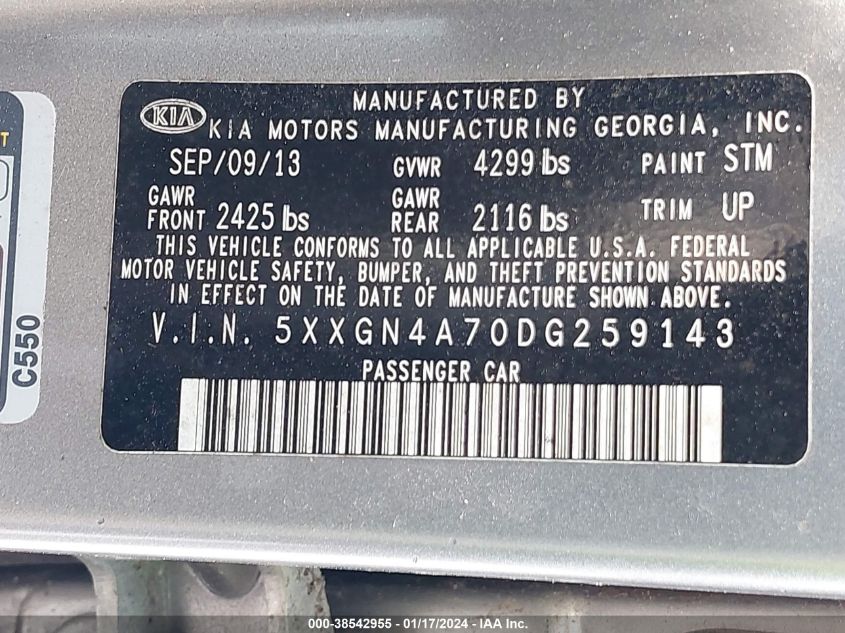 MANUFACTURED BY
KIA KIA MOTORS MANUFACTURING GEORGIA, INC.
SEP/09/13 GVWR 4299 lbs PAINT STM
GAWR FRONT 2425 lbs GAWR REAR 2116 lbs TRIM UP
THIS VEHICLE CONFORMS TO ALL APPLICABLE U.S.A. FEDERAL
MOTOR VEHICLE SAFETY, BUMPER, AND THEFT PREVENTION STANDARDS
IN EFFECT ON THE DATE OF MANUFACTURE SHOWN ABOVE.
V.I.N. 5XXGN4A70DG259143
PASSENGER CAR
C550
000-38542955 - 01/17/2024 - IAA Inc.